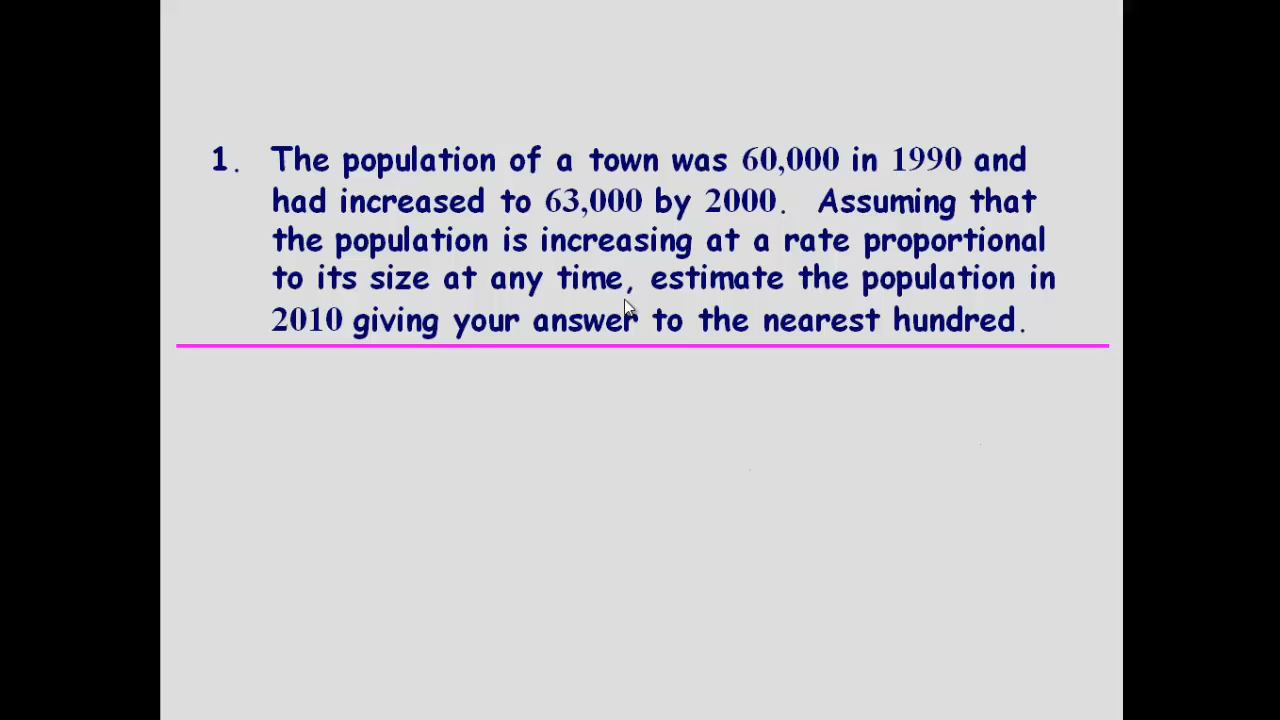 1. The population of a town was 60,000 in 1990 and
had increased to 63,000 by 2000. Assuming that
the population is increasing at a rate proportional
to its size at any time, estimate the population in
2010 giving your answer to the nearest hundred.